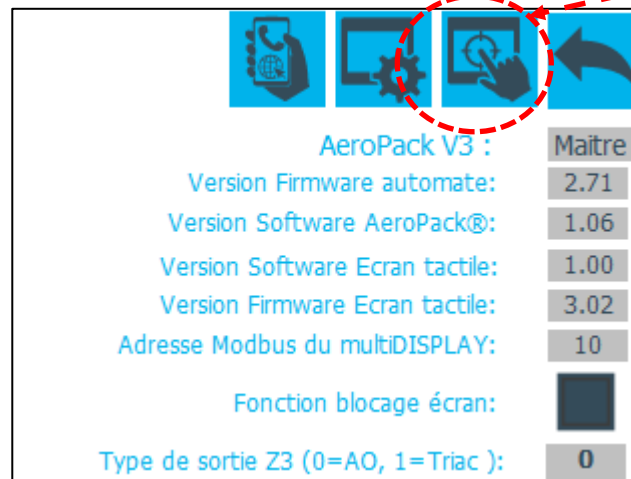 AeroPack V3 : Maitre
Version Firmware automate: 2.71
Version Software AeroPack®: 1.06
Version Software Ecran tactile: 1.00
Version Firmware Ecran tactile: 3.02
Adresse Modbus du multiDISPLAY: 10
Fonction blocage écran:
Type de sortie Z3 (0=AO, 1=Triac ): 0